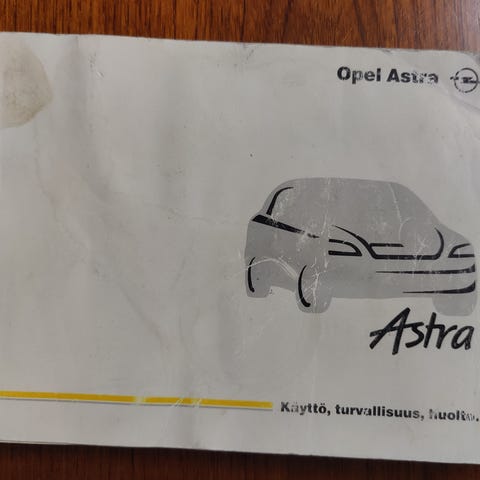 Opel Astra
Astra
Käyttö, turvallisuus, huolto.